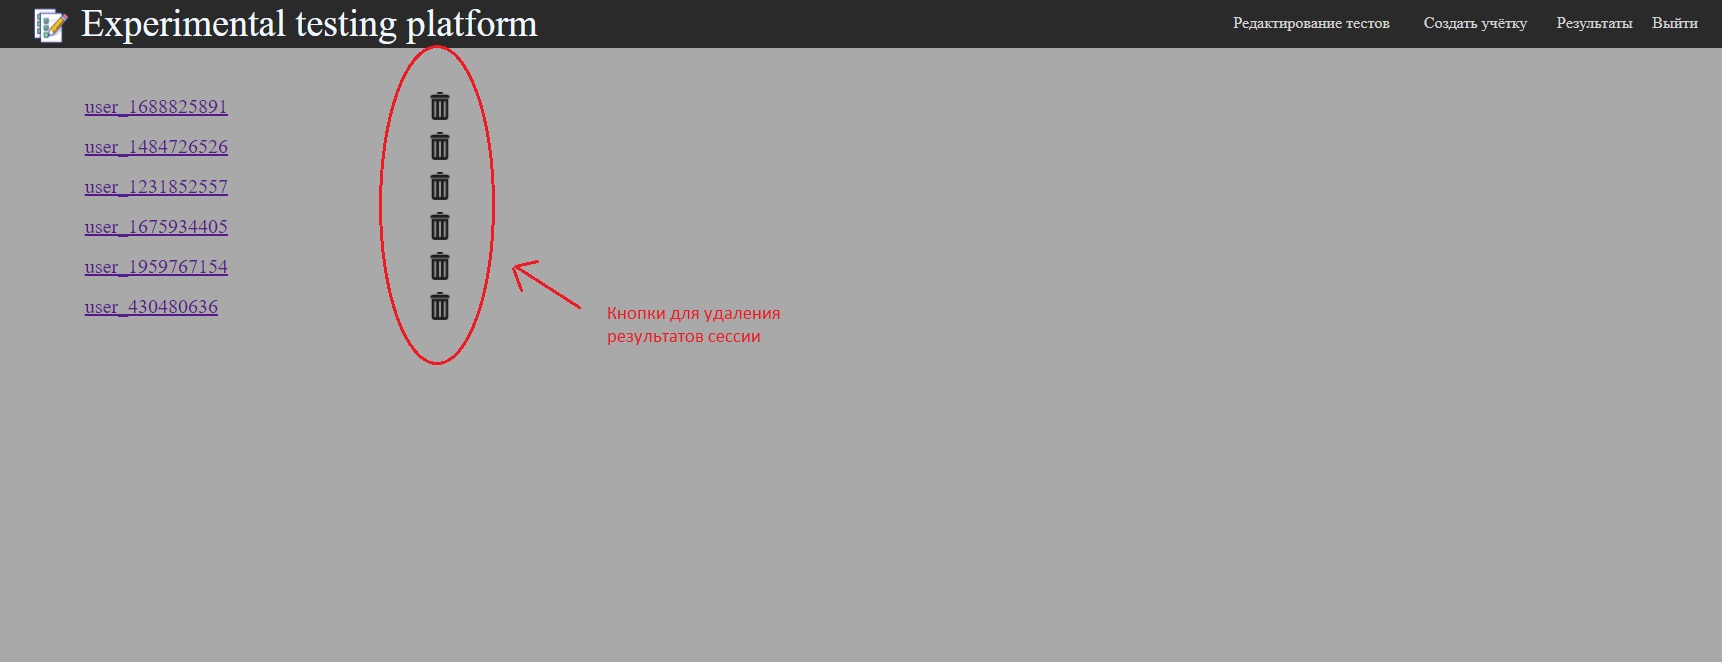 Experimental testing platform
Редактирование тестов Создать учётку Результаты Выйти
user_1688825891
user_1484726526
user_1231852557
user_1675934405
user_1959767154
user_430480636
Кнопки для удаления
результатов сессии